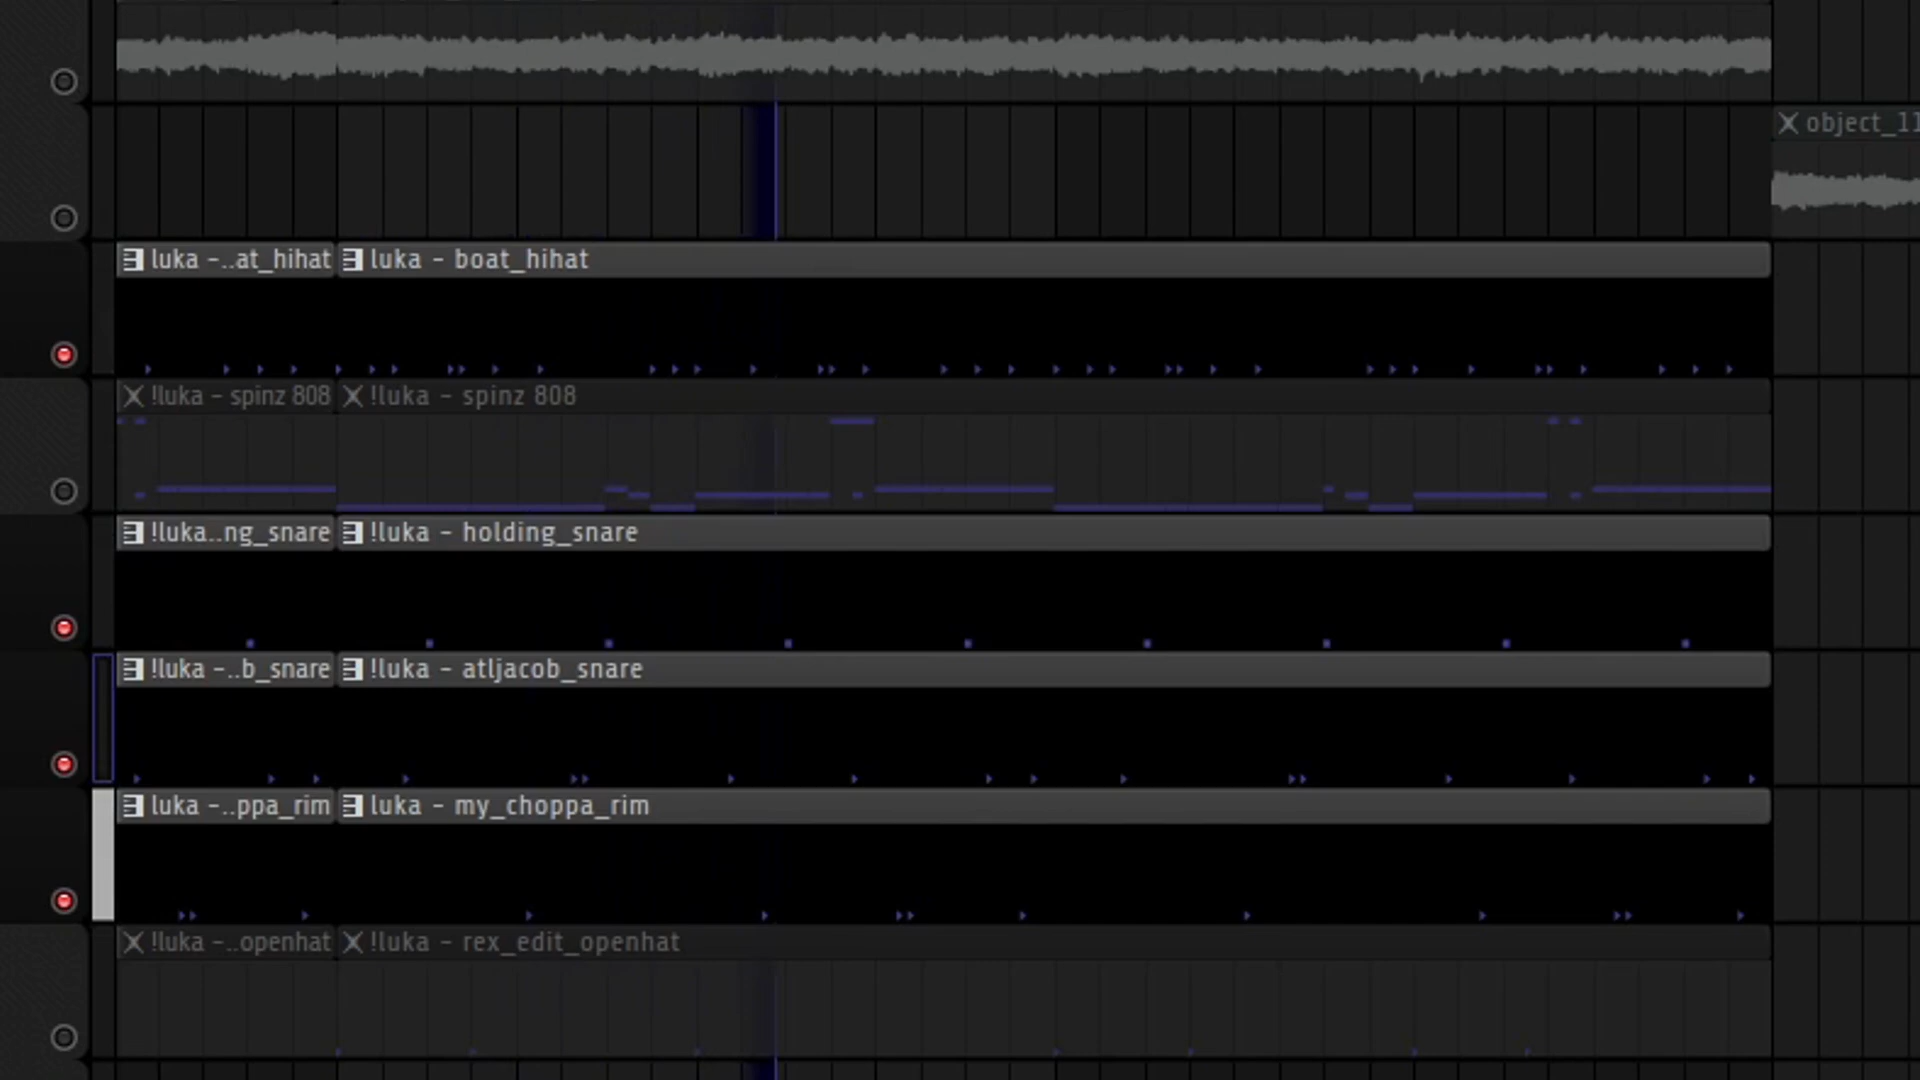 object_11
luka -..at_hihat luka - boat_hihat
!luka - spinz 808 !luka - spinz 808
!luka..ng_snare !luka - holding_snare
!luka -..b_snare !luka - atljacob_snare
luka -..ppa_rim luka - my_choppa_rim
!luka -..openhat !luka - rex_edit_openhat